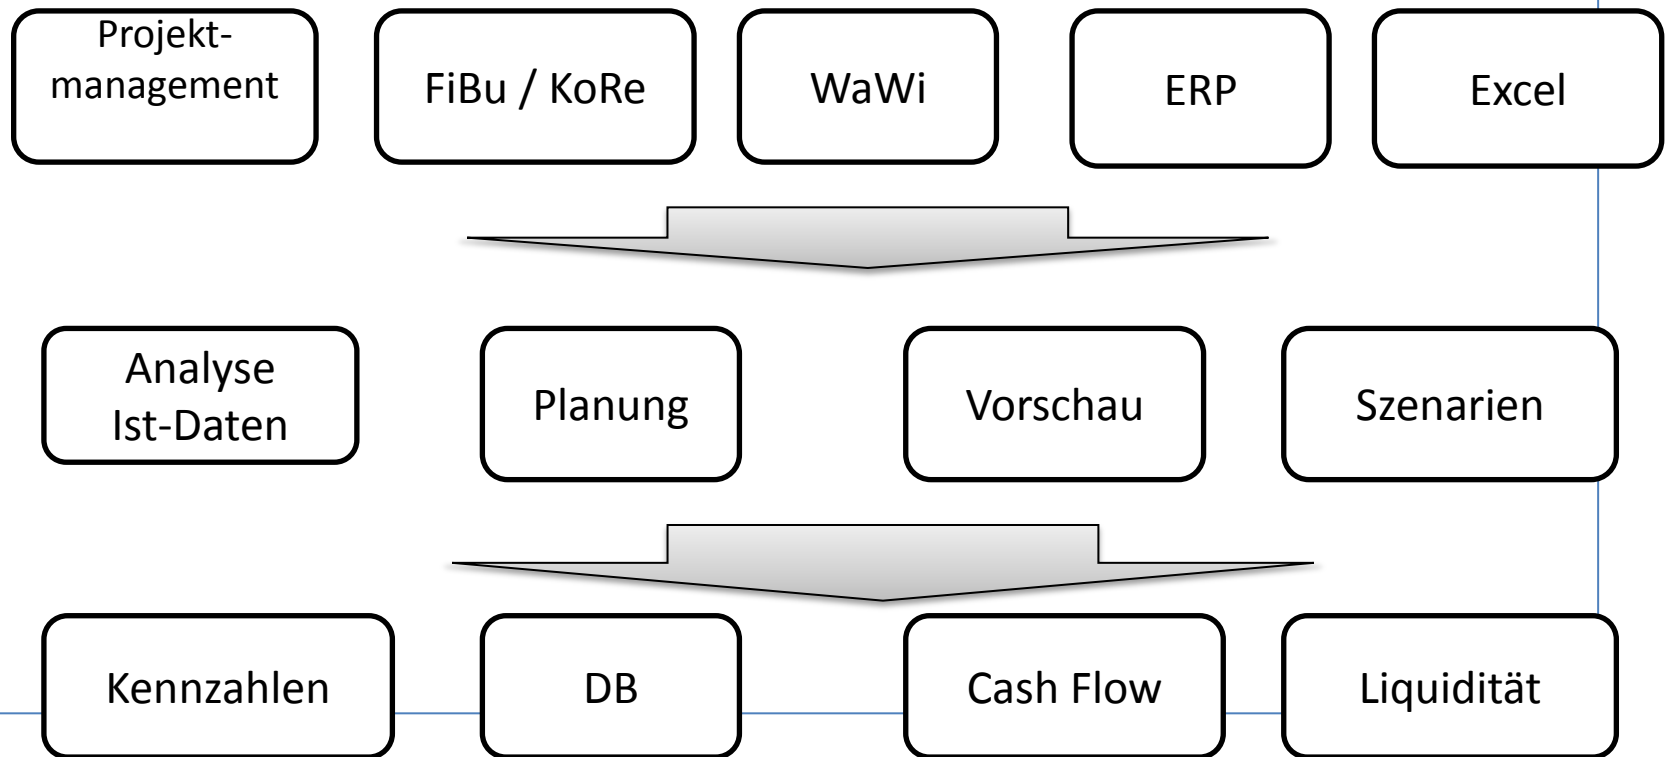 Projekt-
management
FiBu / KoRe
WaWi
ERP
Excel
Analyse
Ist-Daten
Planung
Vorschau
Szenarien
Kennzahlen
DB
Cash Flow
Liquidität